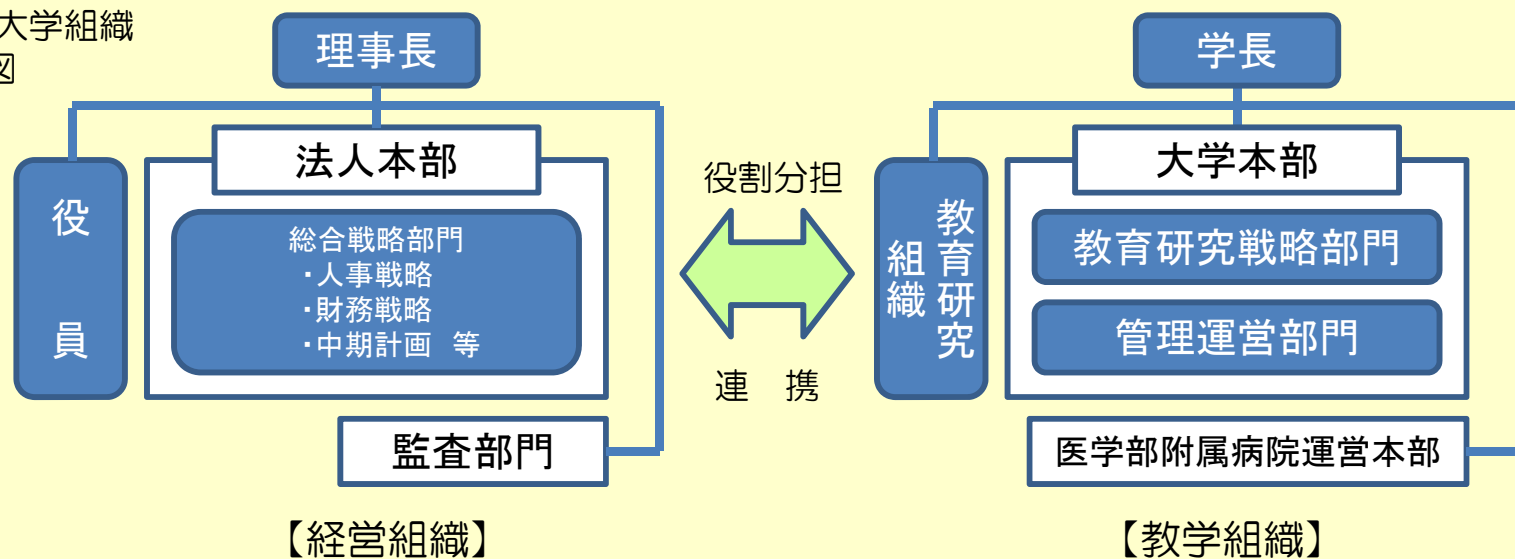 大学組織
図
理事長
役員
法人本部
総合戦略部門
・人事戦略
・財務戦略
・中期計画 等
監査部門
【経営組織】
役割分担
連 携
学長
教育研究
組織
大学本部
教育研究戦略部門
管理運営部門
医学部附属病院運営本部
【教学組織】